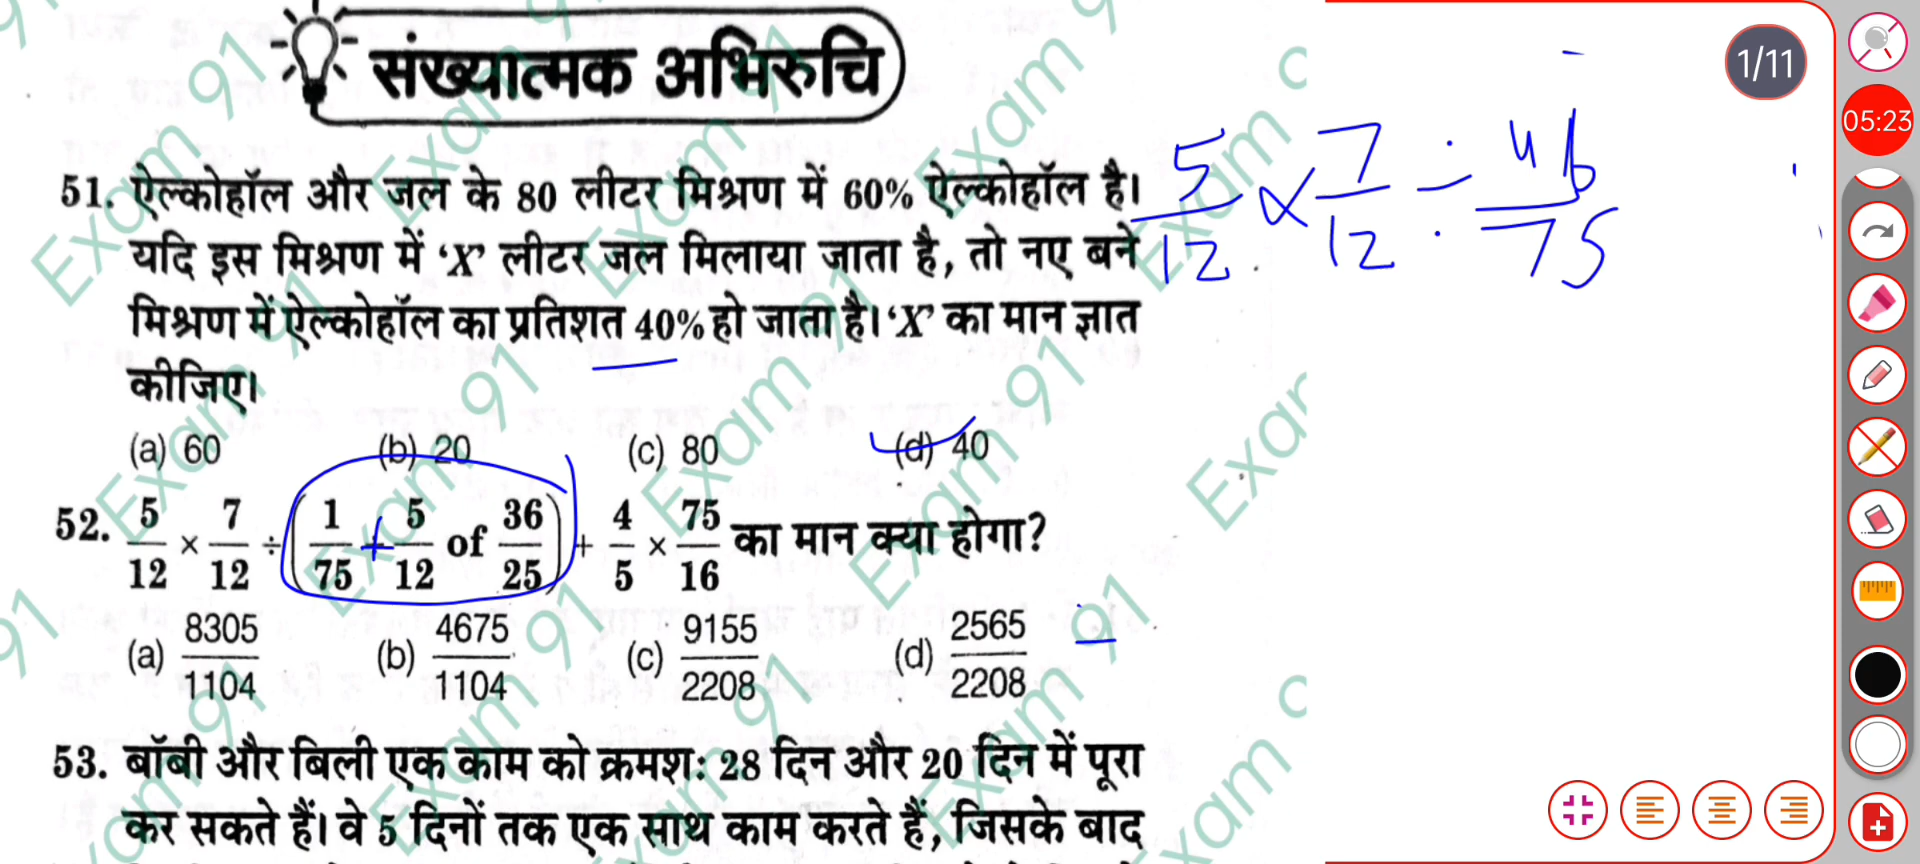 संख्यात्मक अभिरुचि
1/11
05:23
51. ऐल्कोहॉल और जल के 80 लीटर मिश्रण में 60% ऐल्कोहॉल है।
यदि इस मिश्रण में ‘X’ लीटर जल मिलाया जाता है, तो नए बने
मिश्रण में ऐल्कोहॉल का प्रतिशत 40% हो जाता है। ‘X’ का मान ज्ञात
कीजिए।
(a) 60 (b) 20 (c) 80 (d) 40
5/12 × 7/12 ÷ 46/75
52. 5/12 × 7/12 ÷ (1/75 + 5/12 of 36/25) + 4/5 × 75/16 का मान क्या होगा?
(a) 8305/1104 (b) 4675/1104 (c) 9155/2208 (d) 2565/2208
53. बॉबी और बिली एक काम को क्रमशः 28 दिन और 20 दिन में पूरा
कर सकते हैं। वे 5 दिनों तक एक साथ काम करते हैं, जिसके बाद
Exam 91